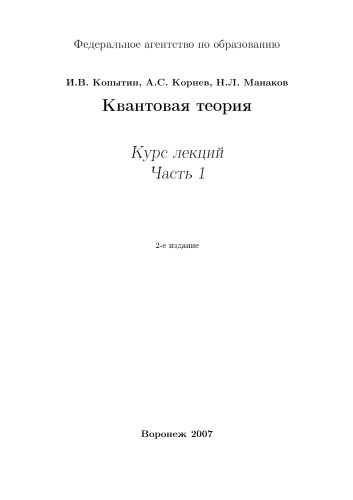 Федеральное агентство по образованию
И.В. Копытин, А.С. Корнев, Н.Л. Манаков
Квантовая теория
Курс лекций
Часть 1
2-е издание
Воронеж 2007